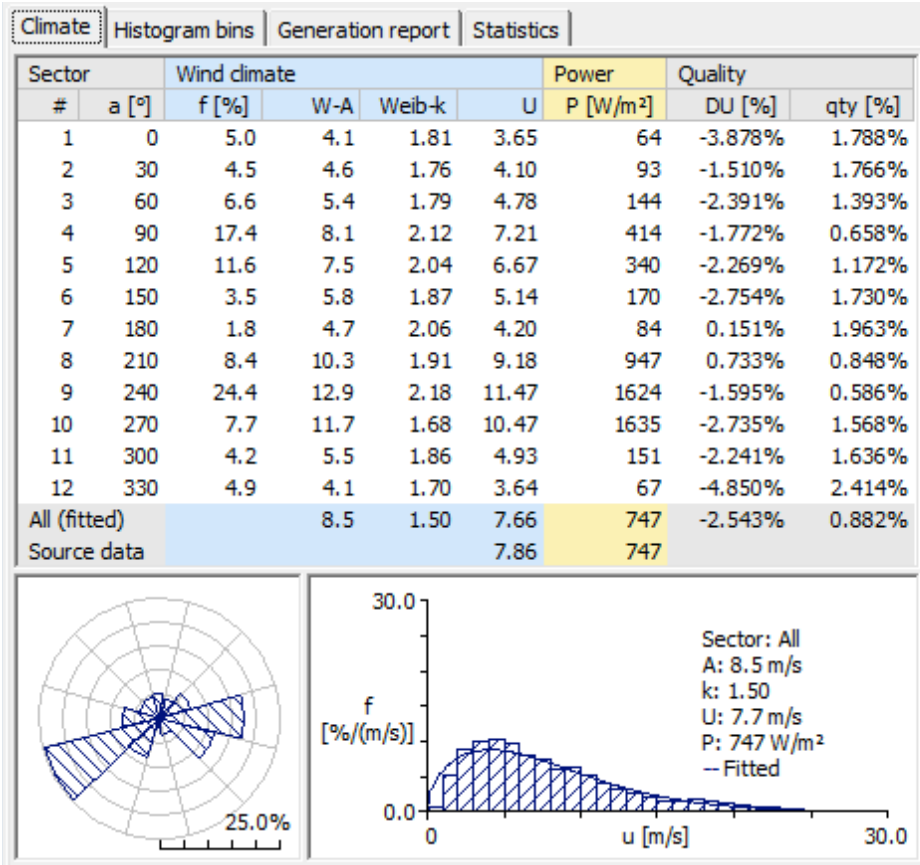 Climate Histogram bins Generation report Statistics
Sector Wind climate Power Quality
# a [º] f [%] W-A Weib-k U P [W/m²] DU [%] qty [%]
1 0 5.0 4.1 1.81 3.65 64 -3.878% 1.788%
2 30 4.5 4.6 1.76 4.10 93 -1.510% 1.766%
3 60 6.6 5.4 1.79 4.78 144 -2.391% 1.393%
4 90 17.4 8.1 2.12 7.21 414 -1.772% 0.658%
5 120 11.6 7.5 2.04 6.67 340 -2.269% 1.172%
6 150 3.5 5.8 1.87 5.14 170 -2.754% 1.730%
7 180 1.8 4.7 2.06 4.20 84 0.151% 1.963%
8 210 8.4 10.3 1.91 9.18 947 0.733% 0.848%
9 240 24.4 12.9 2.18 11.47 1624 -1.595% 0.586%
10 270 7.7 11.7 1.68 10.47 1635 -2.735% 1.568%
11 300 4.2 5.5 1.86 4.93 151 -2.241% 1.636%
12 330 4.9 4.1 1.70 3.64 67 -4.850% 2.414%
All (fitted) 8.5 1.50 7.66 747 -2.543% 0.882%
Source data 7.86 747
25.0%
30.0
f
[%/(m/s)]
0.0
0 u [m/s] 30.0
Sector: All
A: 8.5 m/s
k: 1.50
U: 7.7 m/s
P: 747 W/m²
-- Fitted